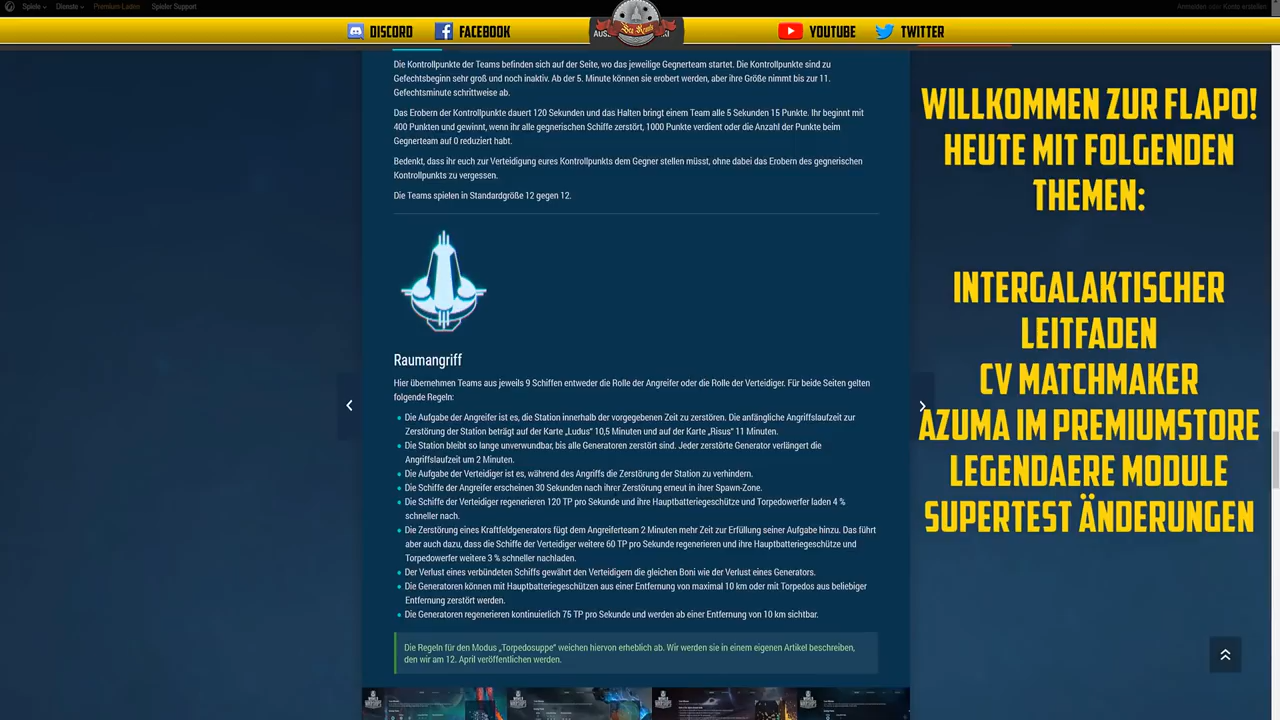 Spiele
Dienste
Premium-Laden
Spieler Support
Anmelden oder Konto erstellen
DISCORD
FACEBOOK
YOUTUBE
TWITTER
Die Kontrollpunkte der Teams befinden sich auf der Seite, wo das jeweilige Gegnerteam startet. Die Kontrollpunkte sind zu
Gefechtsbeginn sehr groß und noch inaktiv. Ab der 5. Minute können sie erobert werden, aber ihre Größe nimmt bis zur 11.
Gefechtsminute schrittweise ab.
Das Erobern der Kontrollpunkte dauert 120 Sekunden und das Halten bringt einem Team alle 5 Sekunden 15 Punkte. Ihr beginnt mit
400 Punkten und gewinnt, wenn ihr alle gegnerischen Schiffe zerstört, 1000 Punkte verdient oder die Anzahl der Punkte beim
Gegnerteam auf 0 reduziert habt.
Bedenkt, dass ihr euch zur Verteidigung eures Kontrollpunkts dem Gegner stellen müsst, ohne dabei das Erobern des gegnerischen
Kontrollpunkts zu vergessen.
Die Teams spielen in Standardgröße 12 gegen 12.
Raumangriff
Hier übernehmen Teams aus jeweils 9 Schiffen entweder die Rolle der Angreifer oder die Rolle der Verteidiger. Für beide Seiten gelten
folgende Regeln:
Die Aufgabe der Angreifer ist es, die Station innerhalb der vorgegebenen Zeit zu zerstören. Die anfängliche Angriffslaufzeit zur
Zerstörung der Station beträgt auf der Karte „Ludus" 10,5 Minuten und auf der Karte „Risus" 11 Minuten.
Die Station bleibt so lange unverwundbar, bis alle Generatoren zerstört sind. Jeder zerstörte Generator verlängert die
Angriffslaufzeit um 2 Minuten.
Die Aufgabe der Verteidiger ist es, während des Angriffs die Zerstörung der Station zu verhindern.
Die Schiffe der Angreifer erscheinen 30 Sekunden nach ihrer Zerstörung erneut in ihrer Spawn-Zone.
Die Schiffe der Verteidiger regenerieren 120 TP pro Sekunde und ihre Hauptbatteriegeschütze und Torpedowerfer laden 4 %
schneller nach.
Die Zerstörung eines Kraftfeldgenerators fügt dem Angreiferteam 2 Minuten mehr Zeit zur Erfüllung seiner Aufgabe hinzu. Das führt
aber auch dazu, dass die Schiffe der Verteidiger weitere 60 TP pro Sekunde regenerieren und ihre Hauptbatteriegeschütze und
Torpedowerfer weitere 3 % schneller nachladen.
Der Verlust eines verbündeten Schiffs gewährt den Verteidigern die gleichen Boni wie der Verlust eines Generators.
Die Generatoren können mit Hauptbatteriegeschützen aus einer Entfernung von maximal 10 km oder mit Torpedos aus beliebiger
Entfernung zerstört werden.
Die Generatoren regenerieren kontinuierlich 75 TP pro Sekunde und werden ab einer Entfernung von 10 km sichtbar.
Die Regeln für den Modus „Torpedosuppe" weichen hiervon erheblich ab. Wir werden sie in einem eigenen Artikel beschreiben,
den wir am 12. April veröffentlichen werden.
WILLKOMMEN ZUR FLAPO!
HEUTE MIT FOLGENDEN
THEMEN:
INTERGALAKTISCHER
LEITFADEN
CV MATCHMAKER
AZUMA IM PREMIUMSTORE
LEGENDAERE MODULE
SUPERTEST ÄNDERUNGEN